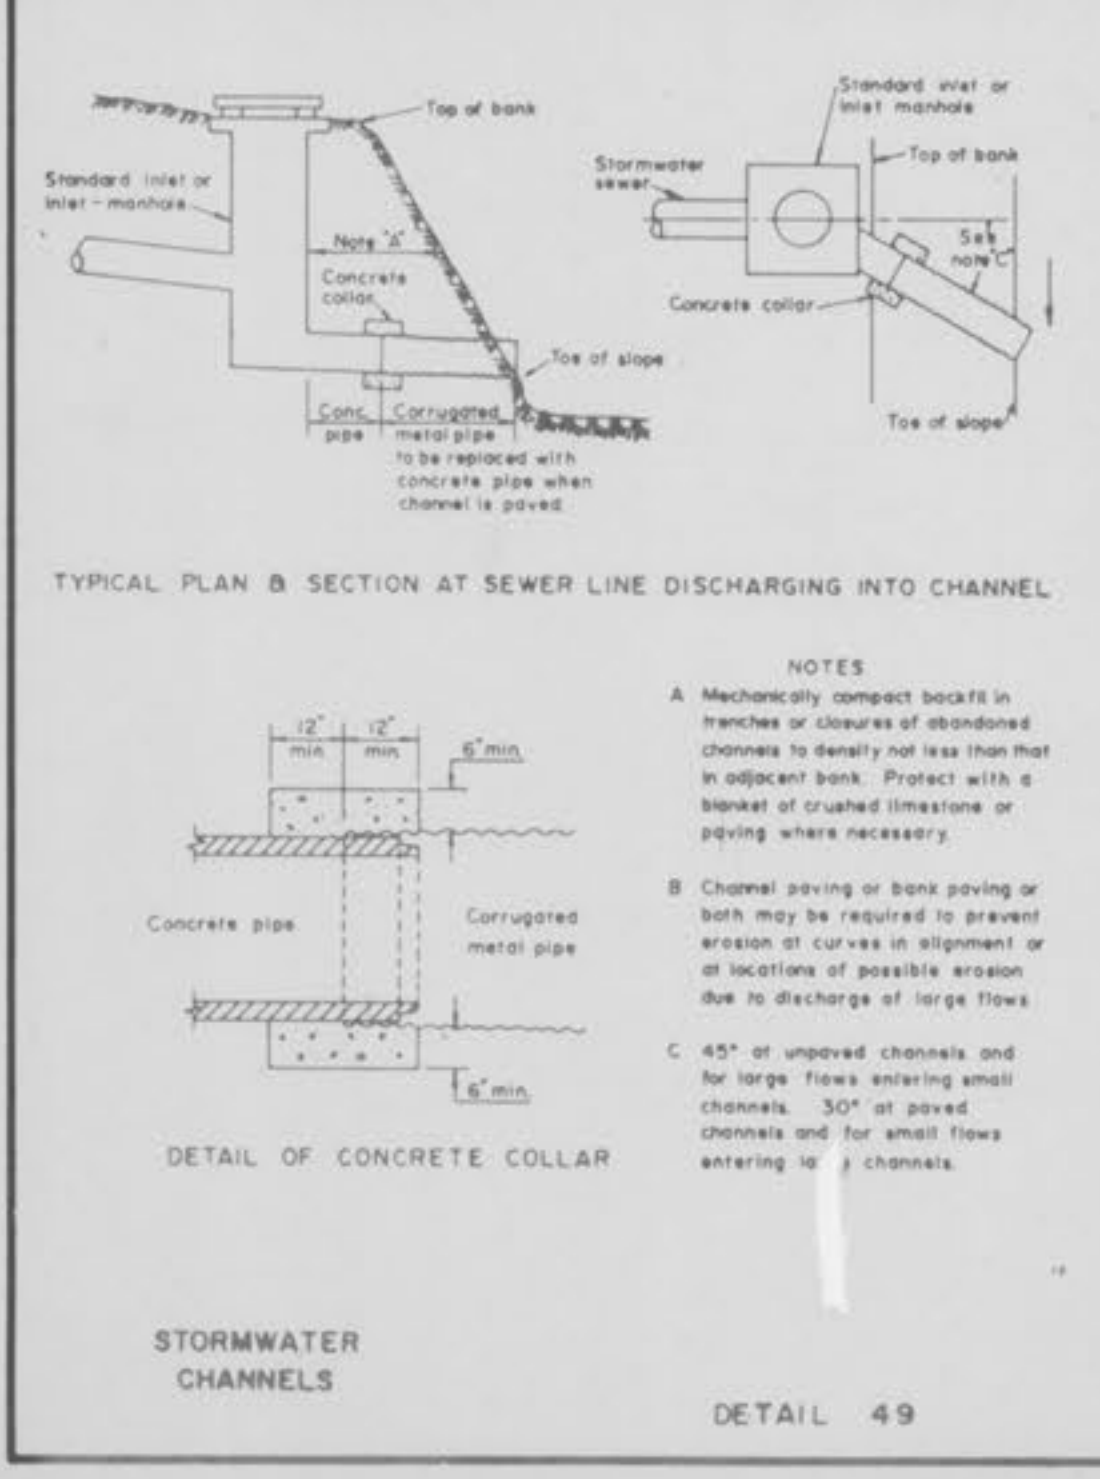 Top of bank
Standard inlet or
inlet-manhole
Note "A"
Concrete
collar
Toe of slope
Conc.
pipe
Corrugated
metal pipe
to be replaced with
concrete pipe when
channel is paved.
Standard inlet or
inlet manhole
Top of bank
Stormwater
sewer
See
note "C"
Concrete collar
Toe of slope
TYPICAL PLAN & SECTION AT SEWER LINE DISCHARGING INTO CHANNEL
12" 12"
min. min.
6" min.
Concrete pipe
Corrugated
metal pipe
6" min.
DETAIL OF CONCRETE COLLAR
NOTES
A Mechanically compact backfill in
trenches or closures of abandoned
channels to density not less than that
in adjacent bank. Protect with a
blanket of crushed limestone or
paving where necessary.
B Channel paving or bank paving or
both may be required to prevent
erosion at curves in alignment or
at locations of possible erosion
due to discharge of large flows.
C 45° at unpaved channels and
for large flows entering small
channels. 30° at paved
channels and for small flows
entering channels.
STORMWATER
CHANNELS
DETAIL 49